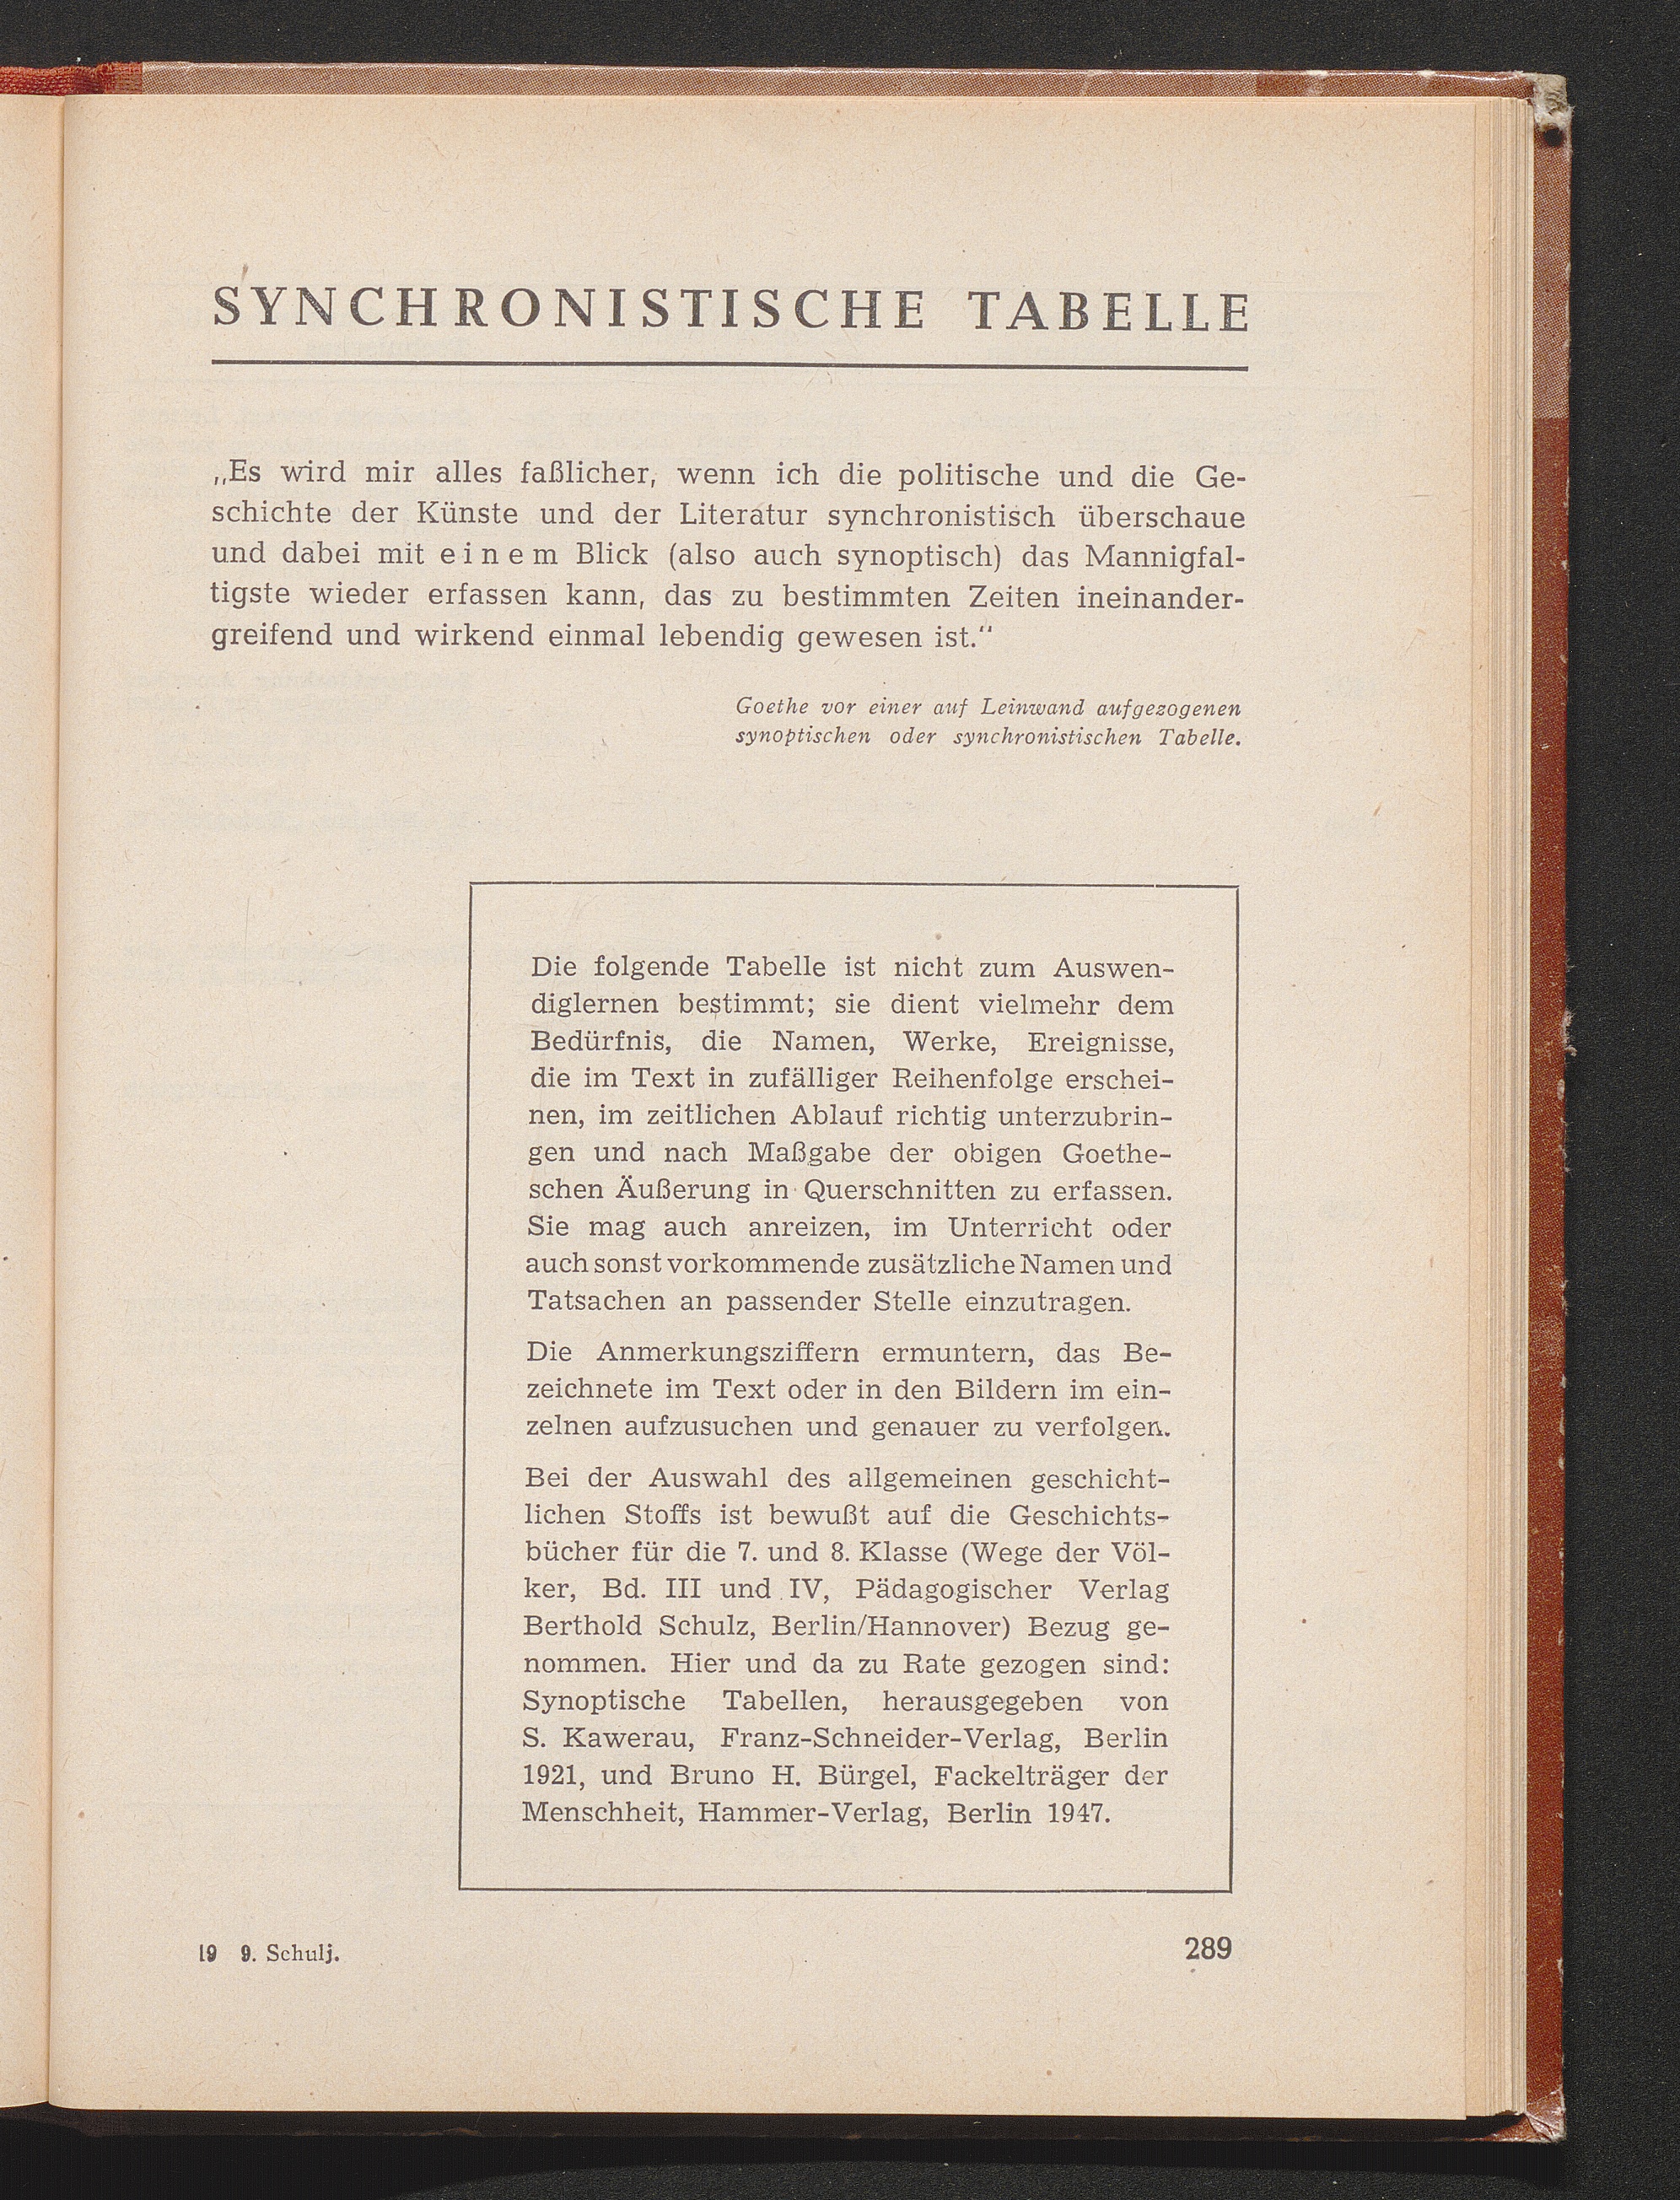 SYNCHRONISTISCHE TABELLE
„Es wird mir alles faßlicher, wenn ich die politische und die Ge-
schichte der Künste und der Literatur synchronistisch überschaue
und dabei mit einem Blick (also auch synoptisch) das Mannigfal-
tigste wieder erfassen kann, das zu bestimmten Zeiten ineinander-
greifend und wirkend einmal lebendig gewesen ist.“
Goethe vor einer auf Leinwand aufgezogenen
synoptischen oder synchronistischen Tabelle.
Die folgende Tabelle ist nicht zum Auswen-
diglernen bestimmt; sie dient vielmehr dem
Bedürfnis, die Namen, Werke, Ereignisse,
die im Text in zufälliger Reihenfolge erschei-
nen, im zeitlichen Ablauf richtig unterzubrin-
gen und nach Maßgabe der obigen Goethe-
schen Äußerung in Querschnitten zu erfassen.
Sie mag auch anreizen, im Unterricht oder
auch sonst vorkommende zusätzliche Namen und
Tatsachen an passender Stelle einzutragen.
Die Anmerkungsziffern ermuntern, das Be-
zeichnete im Text oder in den Bildern im ein-
zelnen aufzusuchen und genauer zu verfolgen.
Bei der Auswahl des allgemeinen geschicht-
lichen Stoffs ist bewußt auf die Geschichts-
bücher für die 7. und 8. Klasse (Wege der Völ-
ker, Bd. III und IV, Pädagogischer Verlag
Berthold Schulz, Berlin/Hannover) Bezug ge-
nommen. Hier und da zu Rate gezogen sind:
Synoptische Tabellen, herausgegeben von
S. Kawerau, Franz-Schneider-Verlag, Berlin
1921, und Bruno H. Bürgel, Fackelträger der
Menschheit, Hammer-Verlag, Berlin 1947.
19 9. Schulj.
289